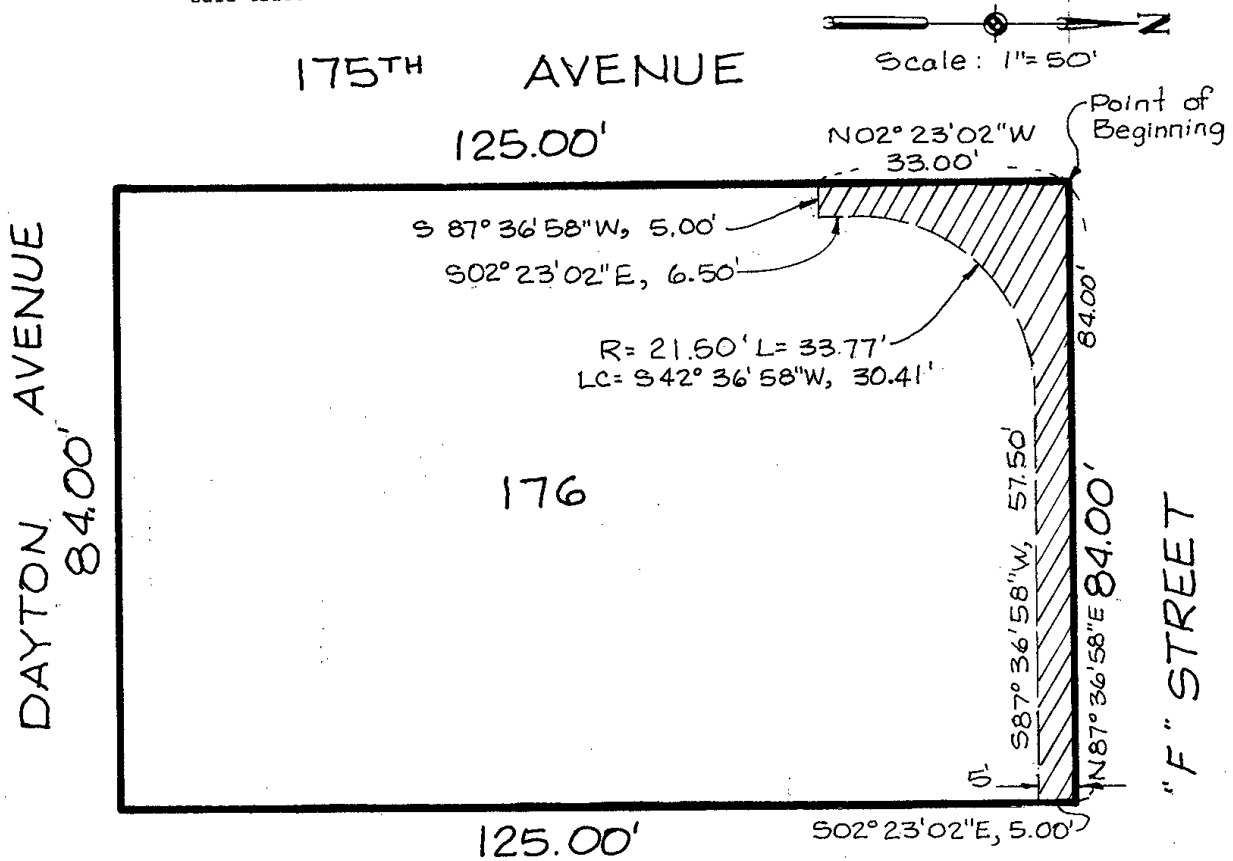 N
Scale: 1"=50'
175TH AVENUE
Point of
Beginning
125.00'
N02° 23'02"W
33.00'
S 87° 36'58"W, 5.00'
S02° 23'02"E, 6.50'
84.00'
R= 21.50' L= 33.77'
LC= S42° 36'58"W, 30.41'
DAYTON AVENUE
84.00'
176
S87° 36'58"W, 57.50'
N87° 36'58"E
84.00'
"F" STREET
5'
S02° 23'02"E, 5.00'
125.00'